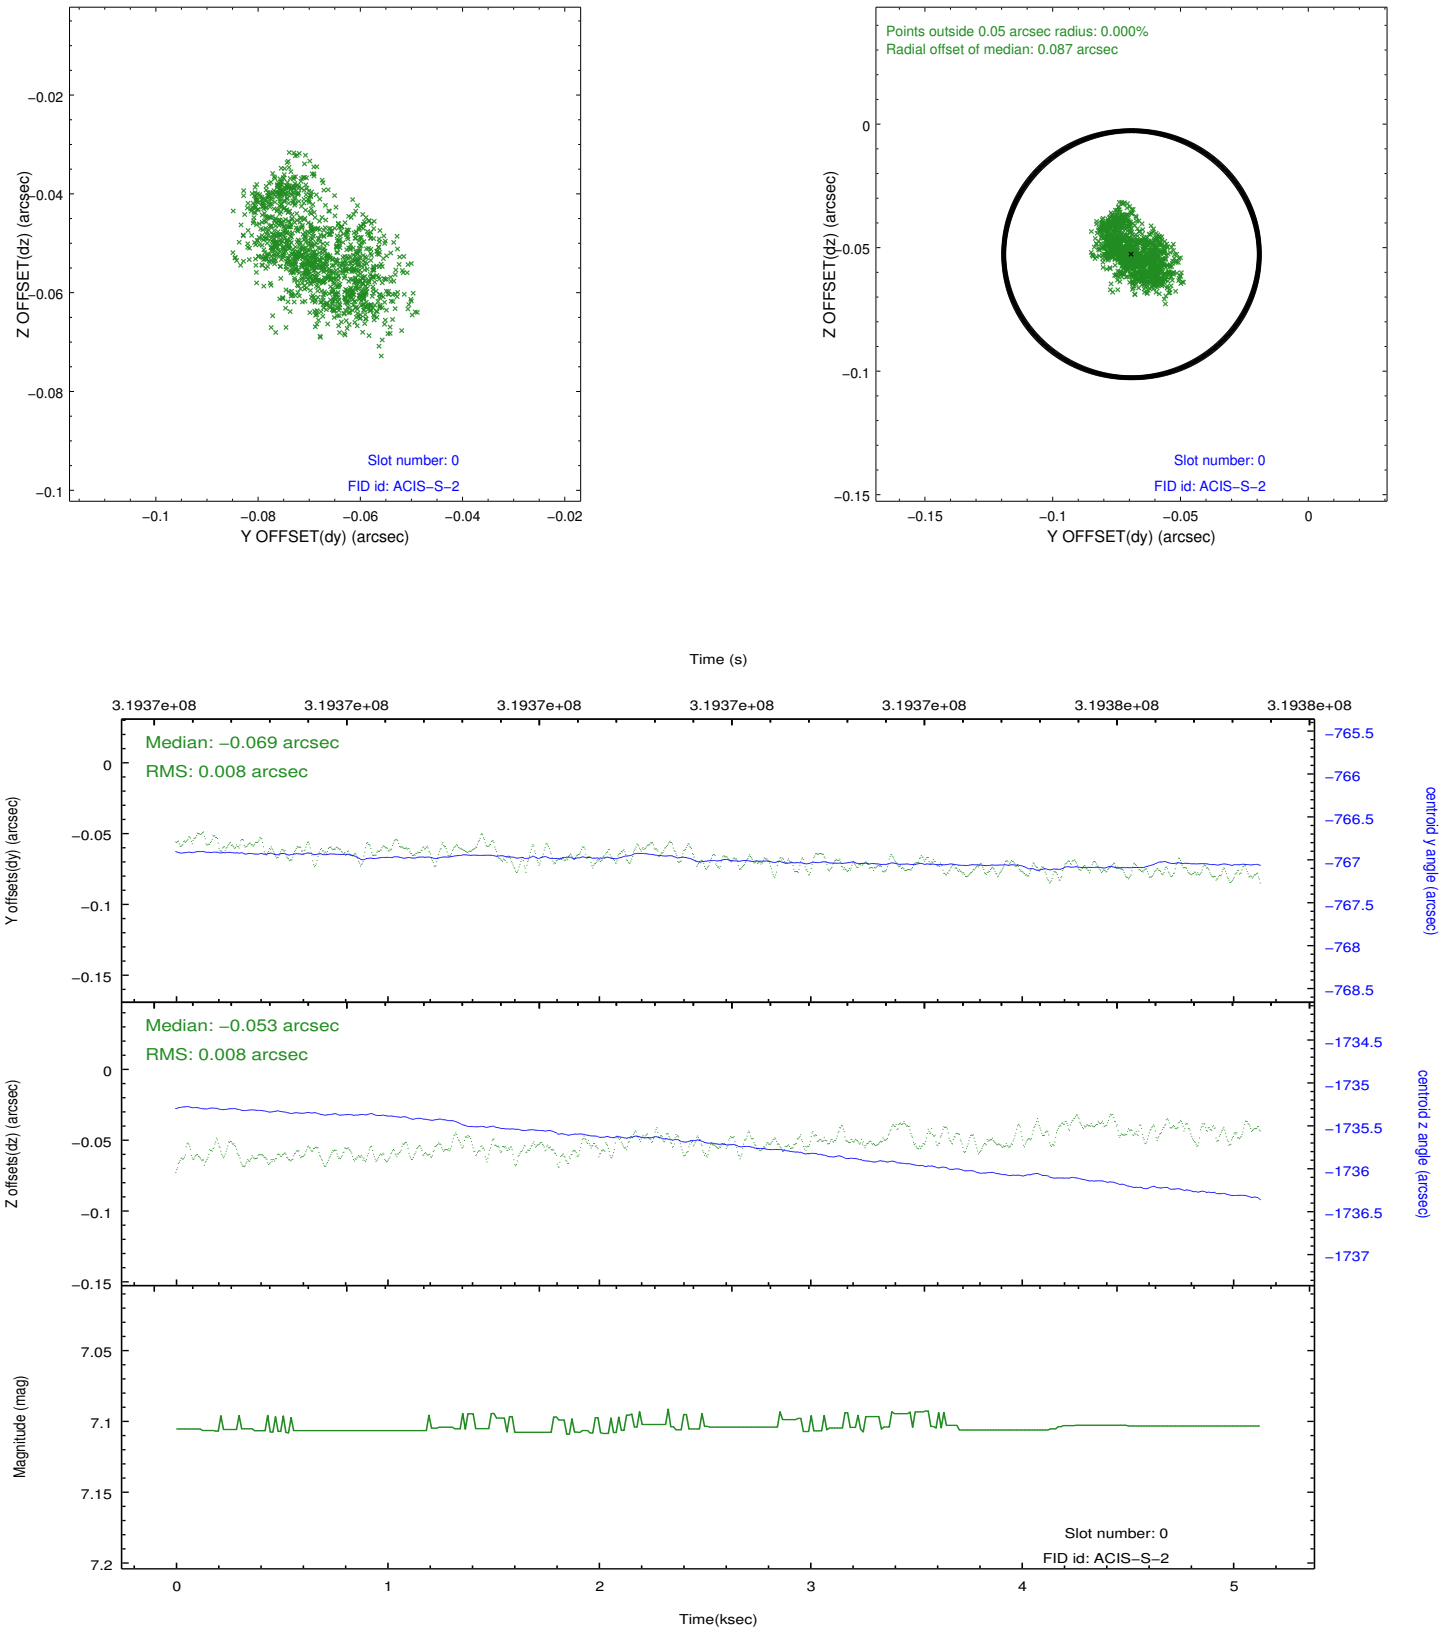 −0.02
−0.04
−0.06
−0.08
−0.1
Z OFFSET(dz) (arcsec)
Slot number: 0
FID id: ACIS−S−2
−0.1
−0.08
−0.06
−0.04
−0.02
Y OFFSET(dy) (arcsec)
Points outside 0.05 arcsec radius: 0.000%
Radial offset of median: 0.087 arcsec
0
−0.05
−0.1
−0.15
Z OFFSET(dz) (arcsec)
Slot number: 0
FID id: ACIS−S−2
−0.15
−0.1
−0.05
0
Y OFFSET(dy) (arcsec)
Time (s)
3.1937e+08
3.1937e+08
3.1937e+08
3.1937e+08
3.1937e+08
3.1938e+08
3.1938e+08
Median: −0.069 arcsec
RMS: 0.008 arcsec
0
−0.05
−0.1
−0.15
Y offsets(dy) (arcsec)
−765.5
−766
−766.5
−767
−767.5
−768
−768.5
centroid y angle (arcsec)
Median: −0.053 arcsec
RMS: 0.008 arcsec
0
−0.05
−0.1
−0.15
Z offsets(dz) (arcsec)
−1734.5
−1735
−1735.5
−1736
−1736.5
−1737
centroid z angle (arcsec)
7.05
7.1
7.15
7.2
Magnitude (mag)
Slot number: 0
FID id: ACIS−S−2
0
1
2
3
4
5
Time(ksec)